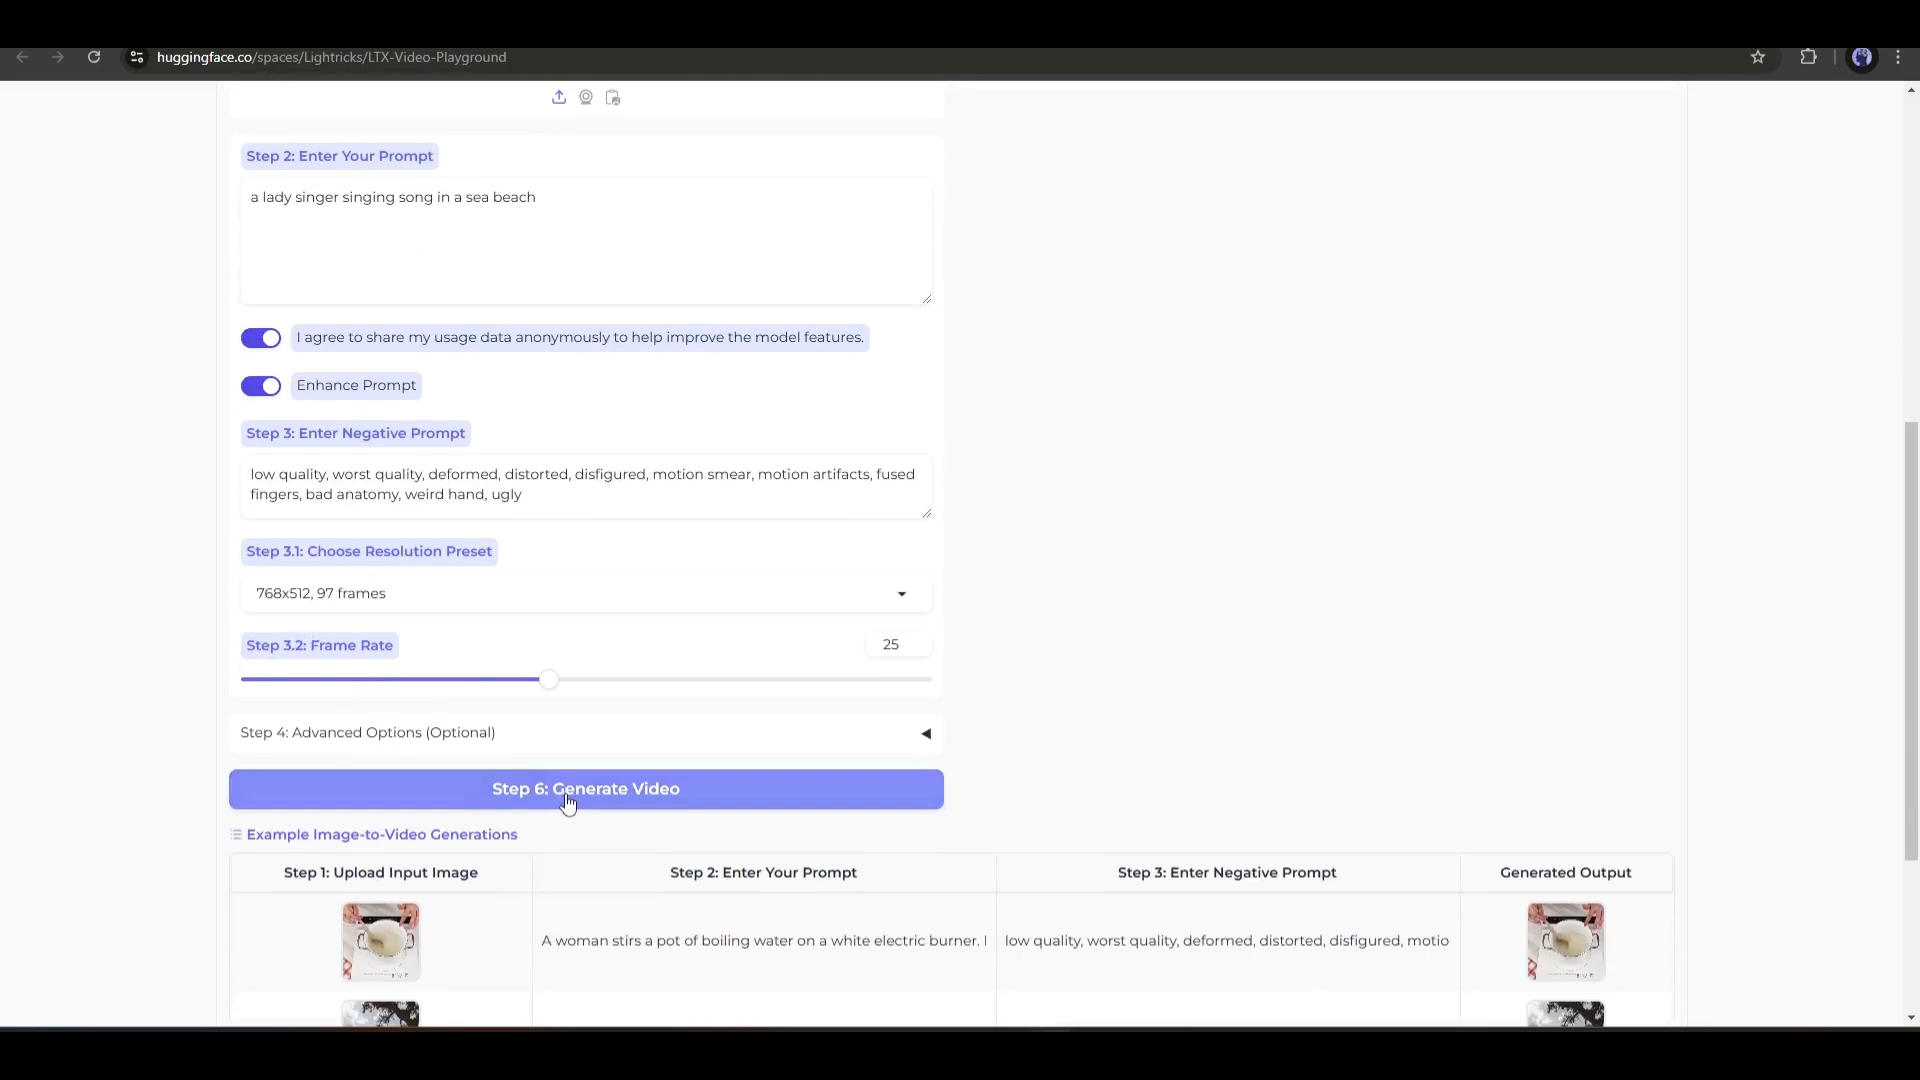 huggingface.co/spaces/Lightricks/LTX-Video-Playground
Step 2: Enter Your Prompt
a lady singer singing song in a sea beach
I agree to share my usage data anonymously to help improve the model features.
Enhance Prompt
Step 3: Enter Negative Prompt
low quality, worst quality, deformed, distorted, disfigured, motion smear, motion artifacts, fused
fingers, bad anatomy, weird hand, ugly
Step 3.1: Choose Resolution Preset
768x512, 97 frames
Step 3.2: Frame Rate
25
Step 4: Advanced Options (Optional)
Step 6: Generate Video
Example Image-to-Video Generations
Step 1: Upload Input Image
Step 2: Enter Your Prompt
Step 3: Enter Negative Prompt
Generated Output
A woman stirs a pot of boiling water on a white electric burner. I
low quality, worst quality, deformed, distorted, disfigured, motio